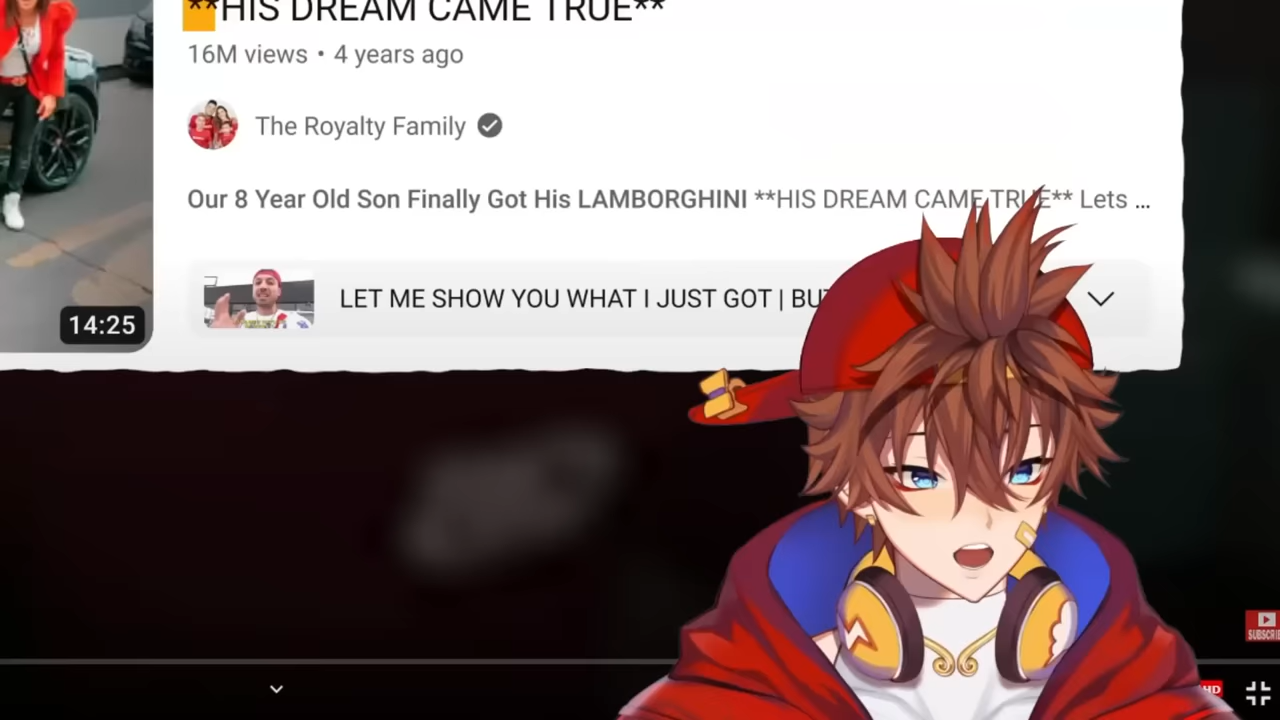 **HIS DREAM CAME TRUE**
16M views • 4 years ago
The Royalty Family
Our 8 Year Old Son Finally Got His LAMBORGHINI **HIS DREAM CAME TRUE** Lets ...
LET ME SHOW YOU WHAT I JUST GOT |
14:25
HD